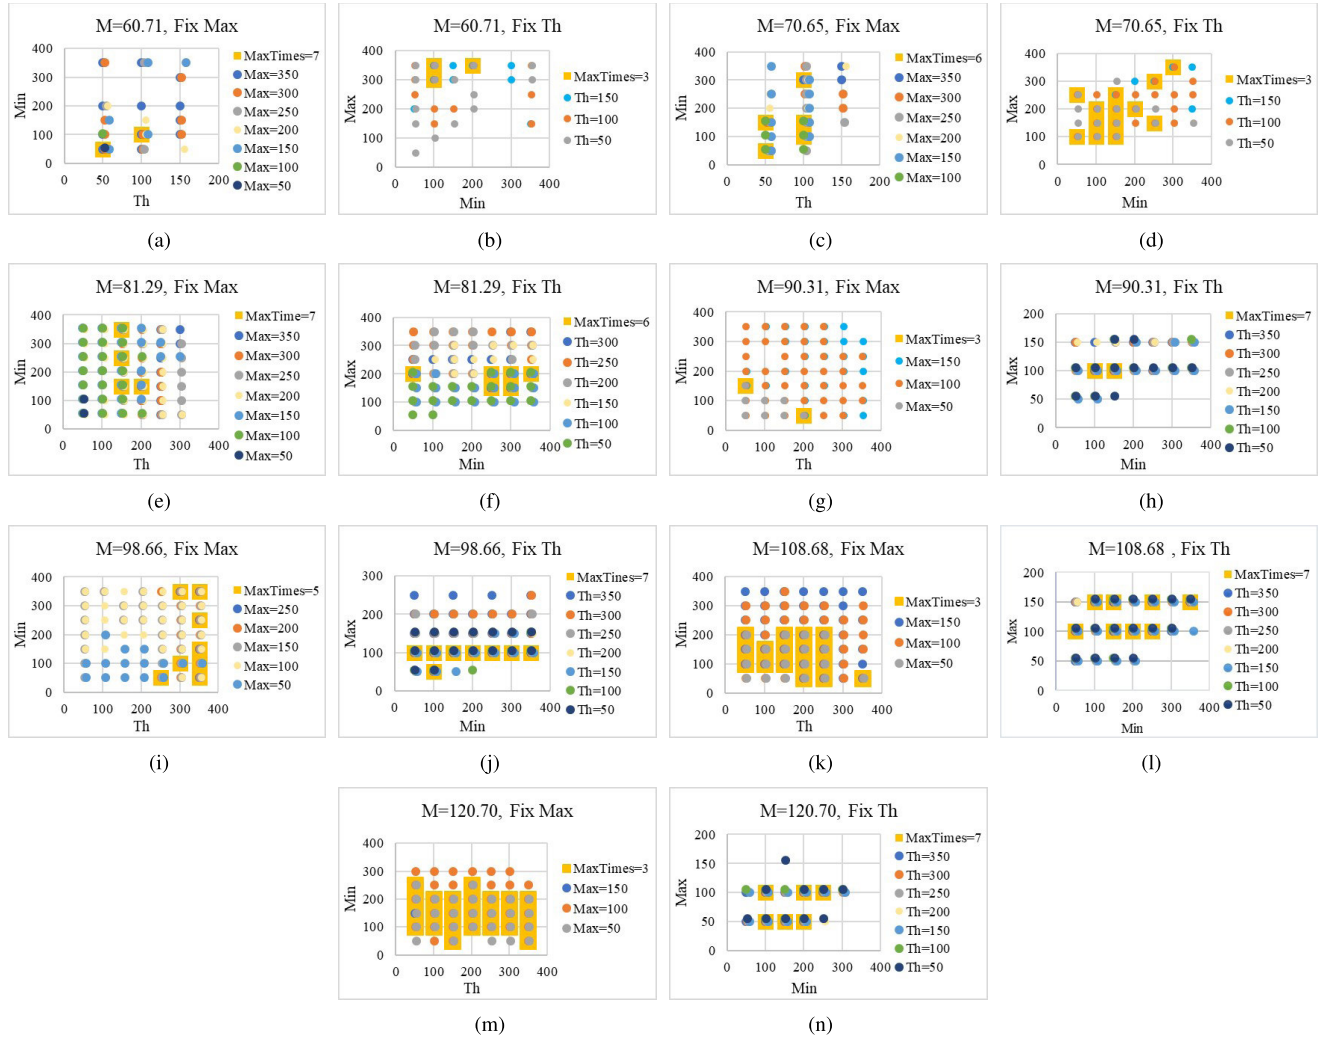 M=60.71, Fix Max
400
300
200
100
0
Min
0 50 100 150 200
Th
MaxTimes=7
Max=350
Max=300
Max=250
Max=200
Max=150
Max=100
Max=50
(a)
M=60.71, Fix Th
400
300
200
100
0
Max
0 100 200 300 400
Min
MaxTimes=3
Th=150
Th=100
Th=50
(b)
M=70.65, Fix Max
400
300
200
100
0
Min
0 50 100 150 200
Th
MaxTimes=6
Max=350
Max=300
Max=250
Max=200
Max=150
Max=100
(c)
M=70.65, Fix Th
400
300
200
100
0
Max
0 100 200 300 400
Min
MaxTimes=3
Th=150
Th=100
Th=50
(d)
M=81.29, Fix Max
400
300
200
100
0
Min
0 100 200 300 400
Th
MaxTime=7
Max=350
Max=300
Max=250
Max=200
Max=150
Max=100
Max=50
(e)
M=81.29, Fix Th
400
300
200
100
0
Max
0 100 200 300 400
Min
MaxTimes=6
Th=300
Th=250
Th=200
Th=150
Th=100
Th=50
(f)
M=90.31, Fix Max
400
300
200
100
0
Min
0 100 200 300 400
Th
MaxTimes=3
Max=150
Max=100
Max=50
(g)
M=90.31, Fix Th
200
150
100
50
0
Max
0 100 200 300 400
Min
MaxTimes=7
Th=350
Th=300
Th=250
Th=200
Th=150
Th=100
Th=50
(h)
M=98.66, Fix Max
400
300
200
100
0
Min
0 100 200 300 400
Th
MaxTines=5
Max=250
Max=200
Max=150
Max=100
Max=50
(i)
M=98.66, Fix Th
300
200
100
0
Max
0 100 200 300 400
Min
MaxTimes=7
Th=350
Th=300
Th=250
Th=200
Th=150
Th=100
Th=50
(j)
M=108.68, Fix Max
400
300
200
100
0
Min
0 100 200 300 400
Th
MaxTimes=3
Max=150
Max=100
Max=50
(k)
M=108.68 , Fix Th
200
150
100
50
0
Max
0 100 200 300 400
Min
MaxTimes=7
Th=350
Th=300
Th=250
Th=200
Th=150
Th=100
Th=50
(l)
M=120.70, Fix Max
400
300
200
100
0
Min
0 100 200 300 400
Th
MaxTimes=3
Max=150
Max=100
Max=50
(m)
M=120.70, Fix Th
200
150
100
50
0
Max
0 100 200 300 400
Min
MaxTimes=7
Th=350
Th=300
Th=250
Th=200
Th=150
Th=100
Th=50
(n)